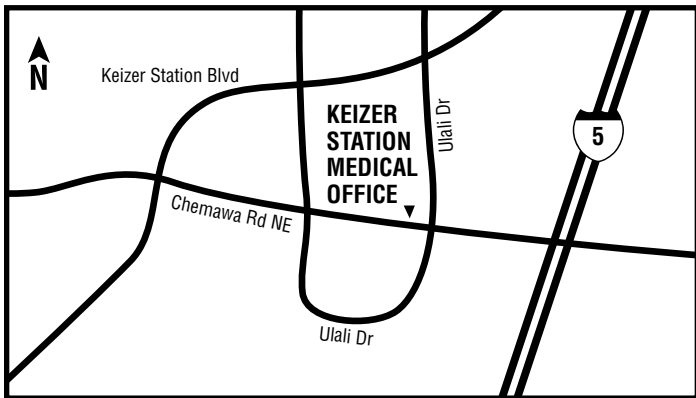 N
Keizer Station Blvd
KEIZER
STATION
MEDICAL
OFFICE
Ulali Dr
5
Chemawa Rd NE
Ulali Dr